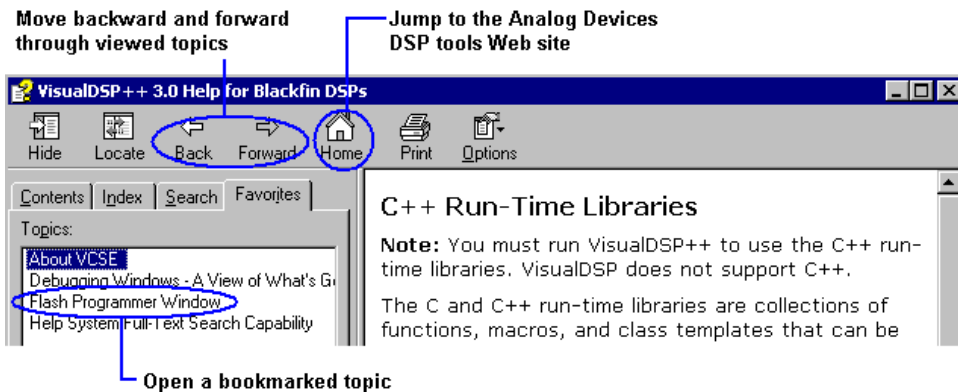 Move backward and forward
through viewed topics
Jump to the Analog Devices
DSP tools Web site
VisualDSP++ 3.0 Help for Blackfin DSPs
Hide Locate Back Forward Home Print Options
Contents Index Search Favorites
Topics:
About VCSE
Debugging Windows - A View of What's G
Flash Programmer Window
Help System Full-Text Search Capability
C++ Run-Time Libraries
Note: You must run VisualDSP++ to use the C++ run-
time libraries. VisualDSP does not support C++.
The C and C++ run-time libraries are collections of
functions, macros, and class templates that can be
Open a bookmarked topic